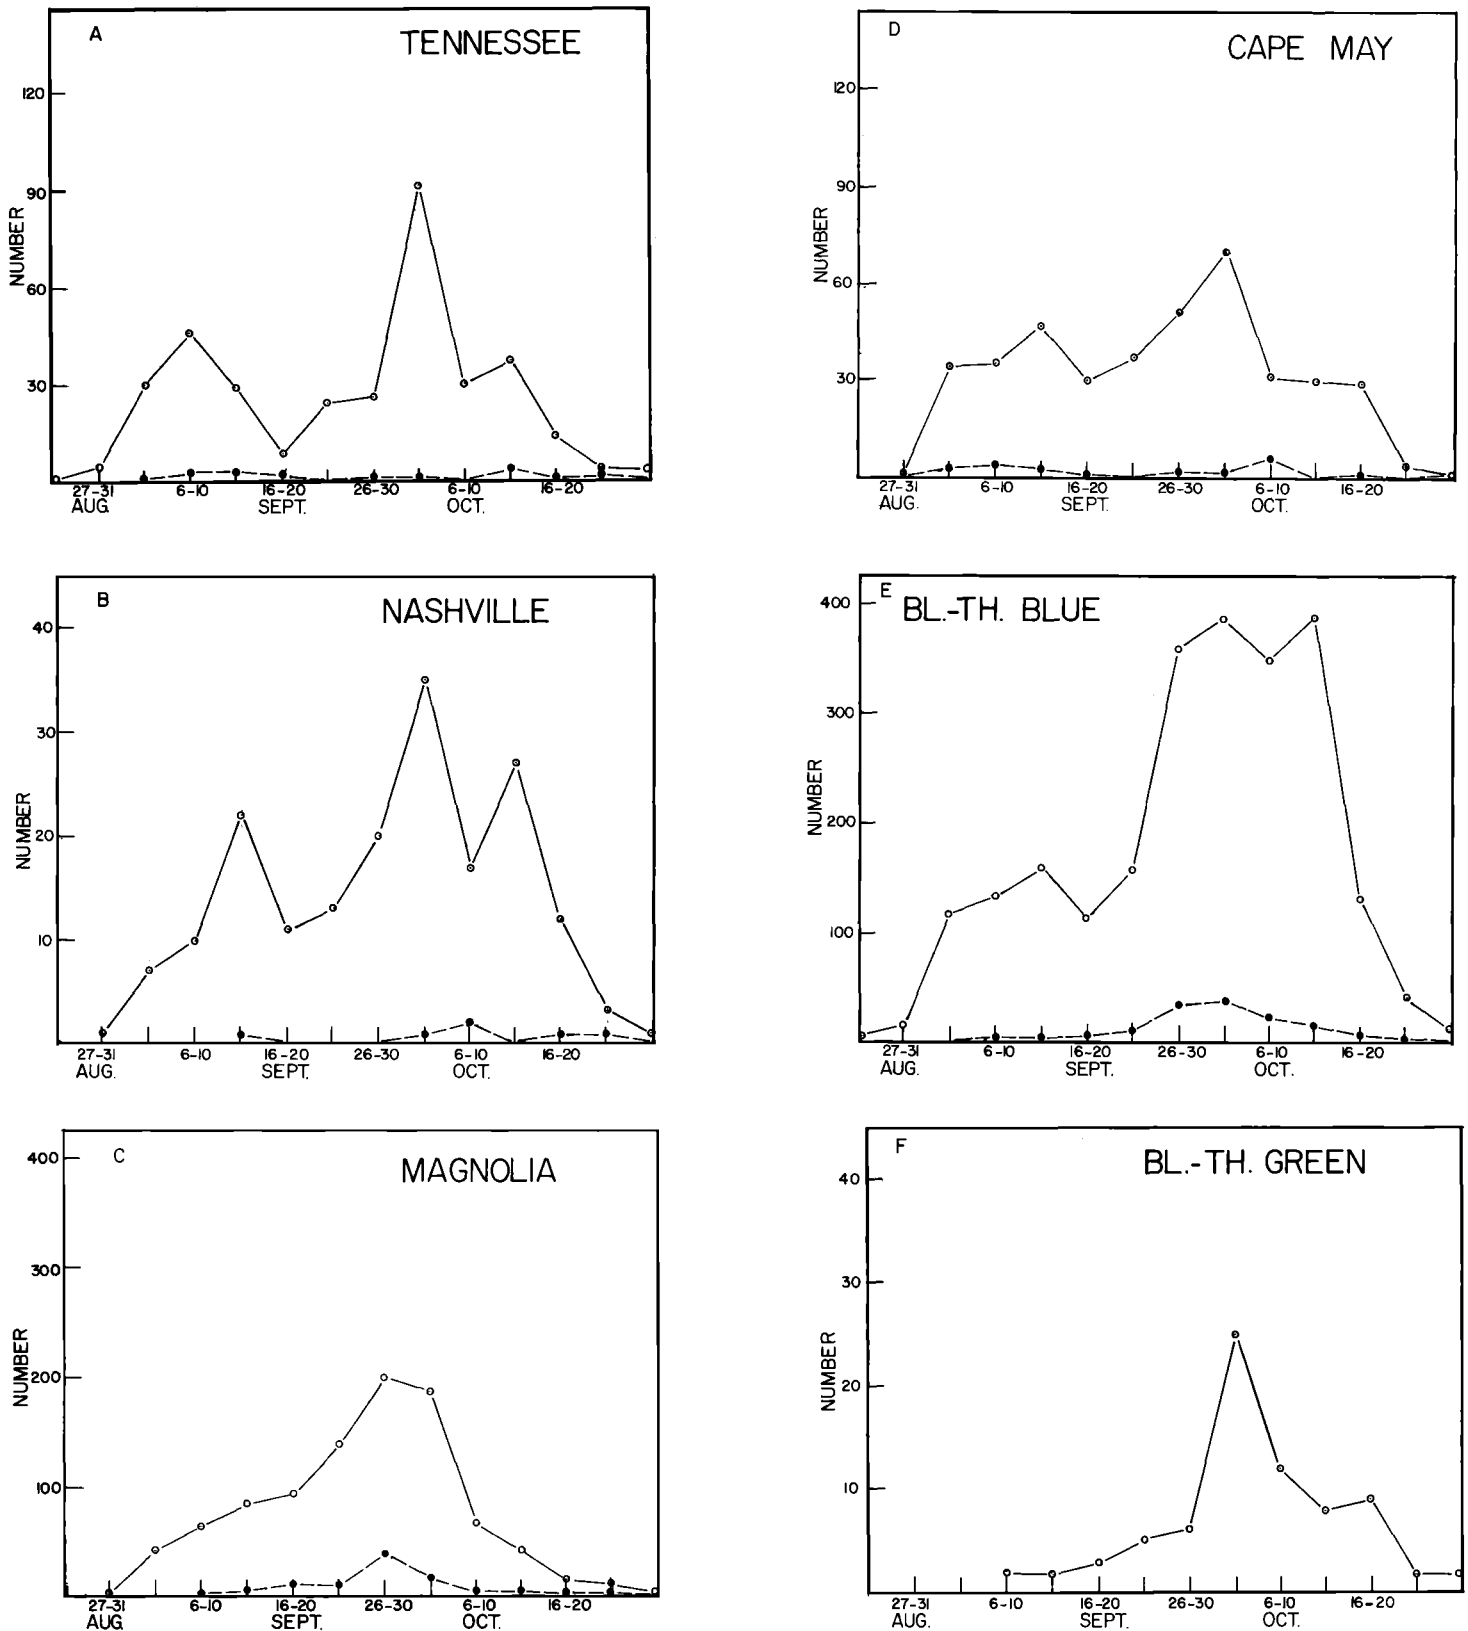 A
TENNESSEE
120
90
60
30
NUMBER
27-31 6-10 16-20 26-30 6-10 16-20
AUG. SEPT. OCT.
B
NASHVILLE
40
30
20
10
NUMBER
27-31 6-10 16-20 26-30 6-10 16-20
AUG. SEPT. OCT.
C
MAGNOLIA
400
300
200
100
NUMBER
27-31 6-10 16-20 26-30 6-10 16-20
AUG. SEPT. OCT.
D
CAPE MAY
120
90
60
30
NUMBER
27-31 6-10 16-20 26-30 6-10 16-20
AUG. SEPT. OCT.
E
BL.-TH. BLUE
400
300
200
100
NUMBER
27-31 6-10 16-20 26-30 6-10 16-20
AUG. SEPT. OCT.
F
BL.-TH. GREEN
40
30
20
10
NUMBER
27-31 6-10 16-20 26-30 6-10 16-20
AUG. SEPT. OCT.